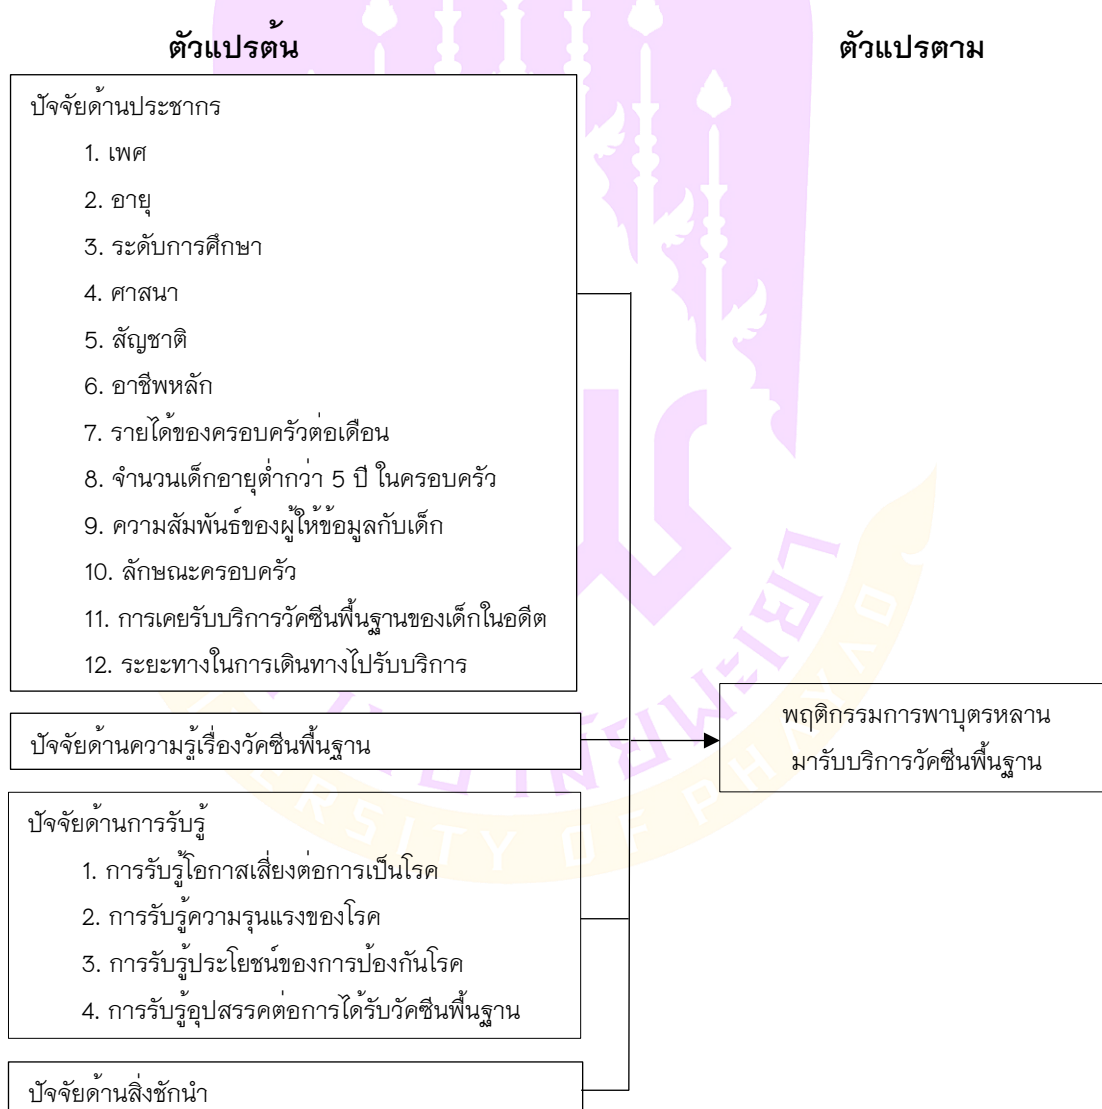 ตัวแปรต้น
ตัวแปรตาม
ปัจจัยด้านประชากร
1. เพศ
2. อายุ
3. ระดับการศึกษา
4. ศาสนา
5. สัญชาติ
6. อาชีพหลัก
7. รายได้ของครอบครัวต่อเดือน
8. จำนวนเด็กอายุต่ำกว่า 5 ปี ในครอบครัว
9. ความสัมพันธ์ของผู้ให้ข้อมูลกับเด็ก
10. ลักษณะครอบครัว
11. การเคยรับบริการวัคซีนพื้นฐานของเด็กในอดีต
12. ระยะทางในการเดินทางไปรับบริการ
ปัจจัยด้านความรู้เรื่องวัคซีนพื้นฐาน
ปัจจัยด้านการรับรู้
1. การรับรู้โอกาสเสี่ยงต่อการเป็นโรค
2. การรับรู้ความรุนแรงของโรค
3. การรับรู้ประโยชน์ของการป้องกันโรค
4. การรับรู้อุปสรรคต่อการได้รับวัคซีนพื้นฐาน
ปัจจัยด้านสิ่งชักนำ
พฤติกรรมการพาบุตรหลาน
มารับบริการวัคซีนพื้นฐาน